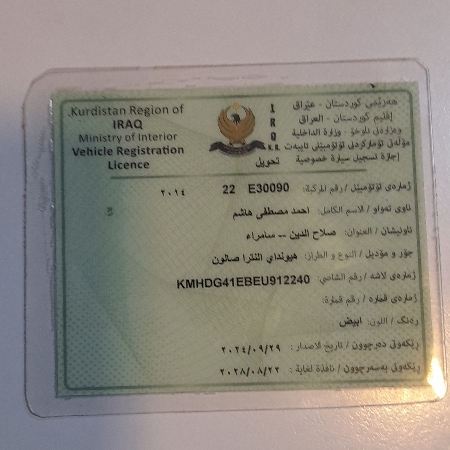 Kurdistan Region of
IRAQ
Ministry of Interior
Vehicle Registration
Licence
I
R
Q
K.R.
هەرێمی کوردستان - عێراق
إقليم كوردستان - العراق
وەزارەتی ناوخۆ - وزارة الداخلية
مۆڵەتی تۆمارکردنی ئۆتۆمبێلی تایبەت
إجازة تسجيل سيارة خصوصية
تحويل
ژمارەی ئۆتۆمبێل / رقم المركبة: 22 E30090 ٢٠١٤
ناوی تەواو / الاسم الكامل: احمد مصطفى هاشم
ناونیشان / العنوان: صلاح الدين -- سامراء
جۆر و مۆدێل / النوع و الطراز: هيونداي النترا صالون
ژمارەی لاشە / رقم الشاصي: KMHDG41EBEU912240
ژمارەی قمارە / رقم قمارة:
رەنگ / اللون: ابيض
ڕێکەوتی دەرچوون / تاريخ الاصدار: ٢٠٢٤/٠٩/٢٩
ڕێکەوتی بەسەرچوون / نافذة لغاية: ٢٠٢٨/٠٨/٢٢